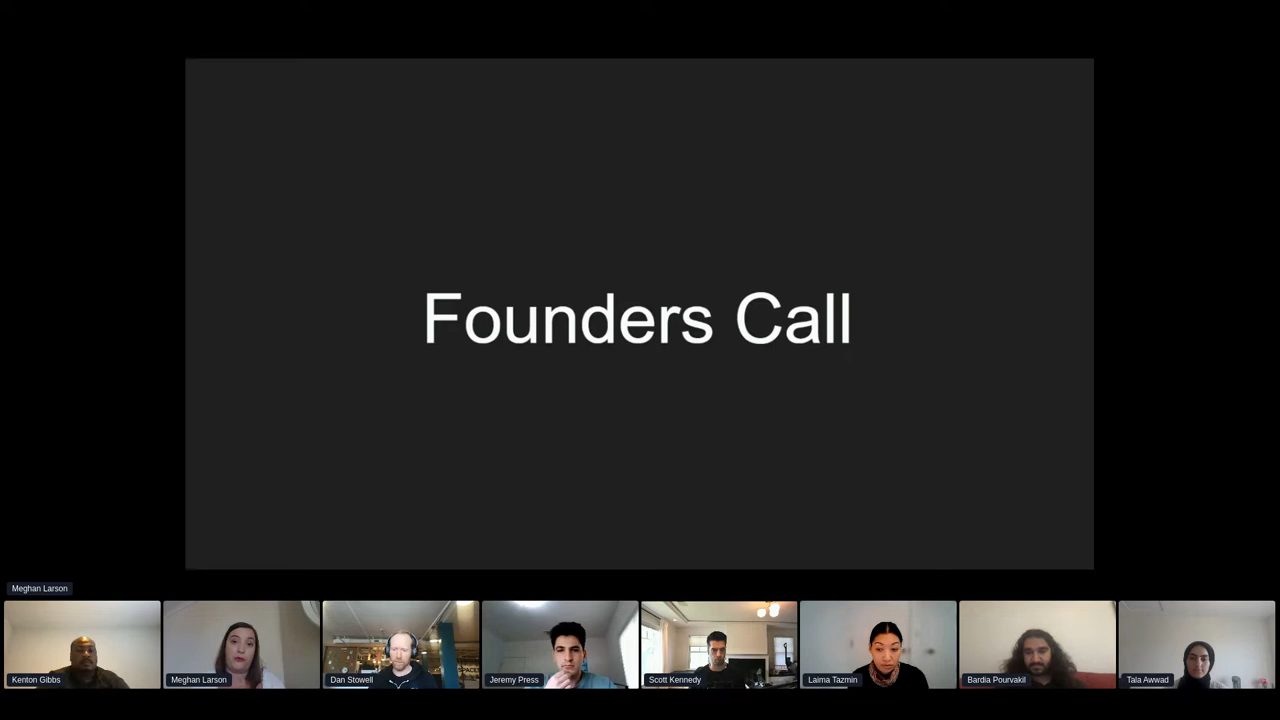 Founders Call
Meghan Larson
Kenton Gibbs
Meghan Larson
Dan Stowell
Jeremy Press
Scott Kennedy
Laima Tazmin
Bardia Pourvakil
Tala Awwad